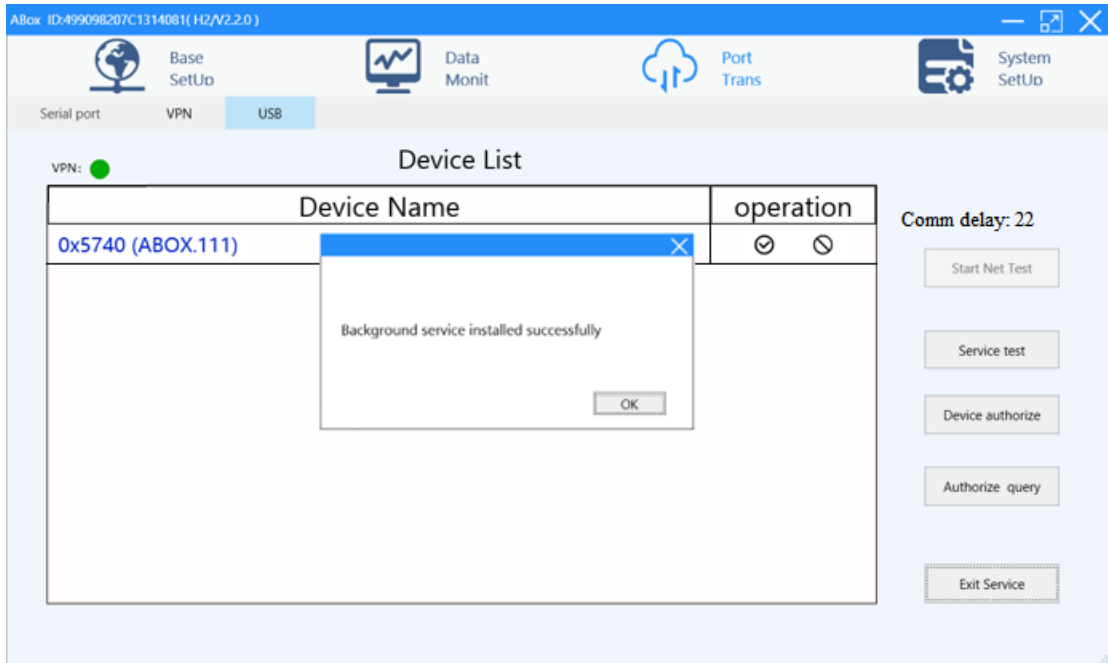 ABox ID:499098207C1314081( H2/V2.2.0 )
Base
SetUp
Data
Monit
Port
Trans
System
SetUp
Serial port VPN USB
VPN:
Device List
Device Name operation
Comm delay: 22
0x5740 (ABOX.111)
Start Net Test
Background service installed successfully
Service test
OK
Device authorize
Authorize query
Exit Service